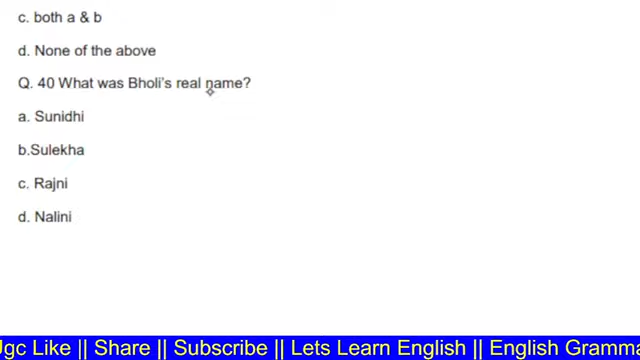 c. both a & b
d. None of the above
Q. 40 What was Bholi's real name?
a. Sunidhi
b.Sulekha
c. Rajni
d. Nalini
Ugc Like || Share || Subscribe || Lets Learn English || English Gramma